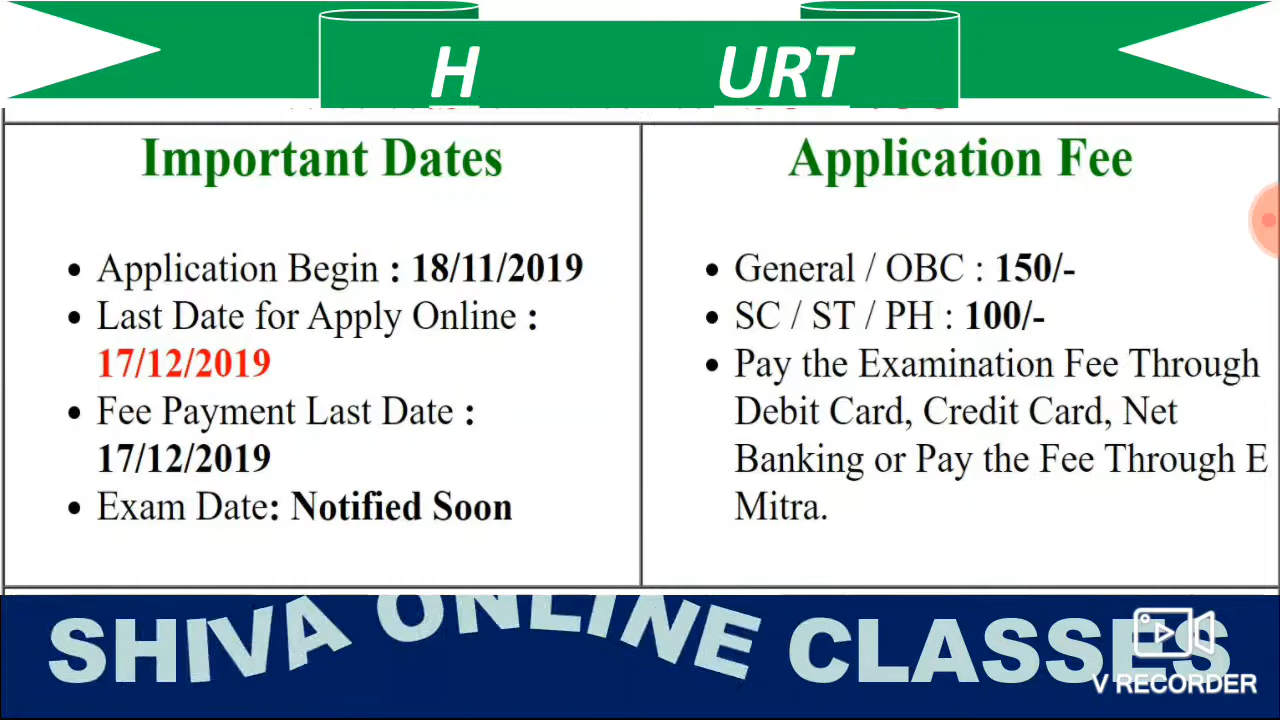 H URT
Important Dates
Application Begin : 18/11/2019
Last Date for Apply Online :
17/12/2019
Fee Payment Last Date :
17/12/2019
Exam Date: Notified Soon
Application Fee
General / OBC : 150/-
SC / ST / PH : 100/-
Pay the Examination Fee Through
Debit Card, Credit Card, Net
Banking or Pay the Fee Through E
Mitra.
SHIVA ONLINE CLASSES
V RECORDER